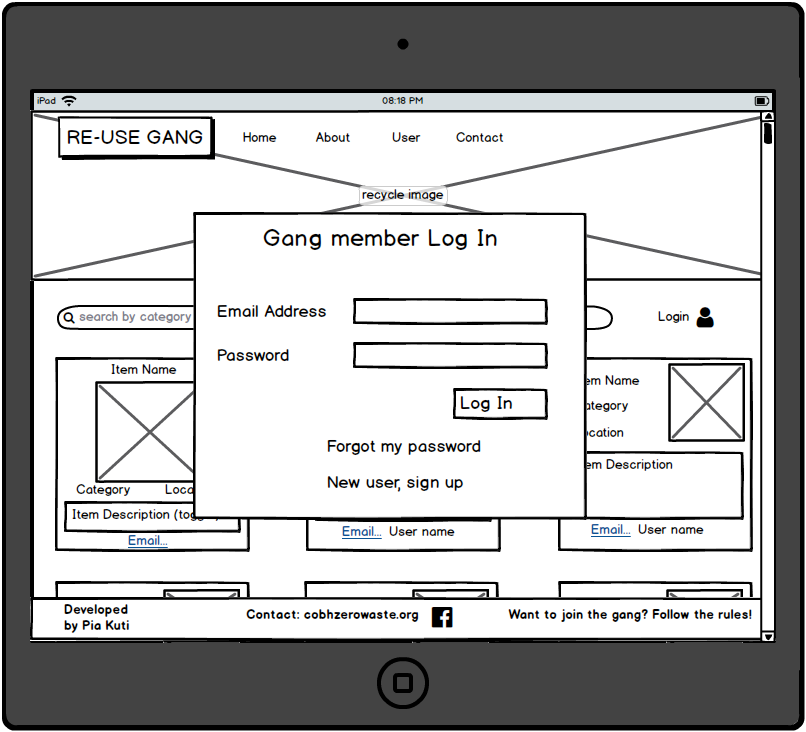 iPad 08:18 PM
RE-USE GANG Home About User Contact
recycle image
Gang member Log In
Email Address
Password
Log In
Forgot my password
New user, sign up
search by category
Login
Item Name
Category
Item Description
Email...
Email... User name
em Name
ategory
ocation
em Description
Email... User name
Developed
by Pia Kuti
Contact: cobhzerowaste.org
Want to join the gang? Follow the rules!